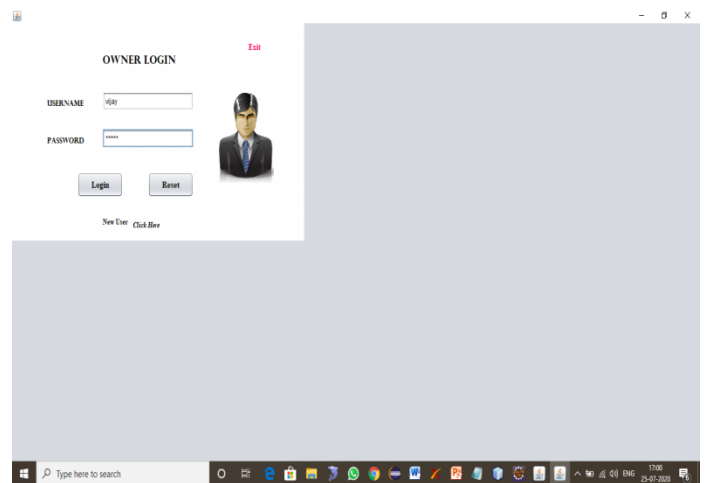 Exit
OWNER LOGIN
USERNAME vijay
PASSWORD *****
Login Reset
New User Click Here
Type here to search
ENG 17:00
25-07-2020
6